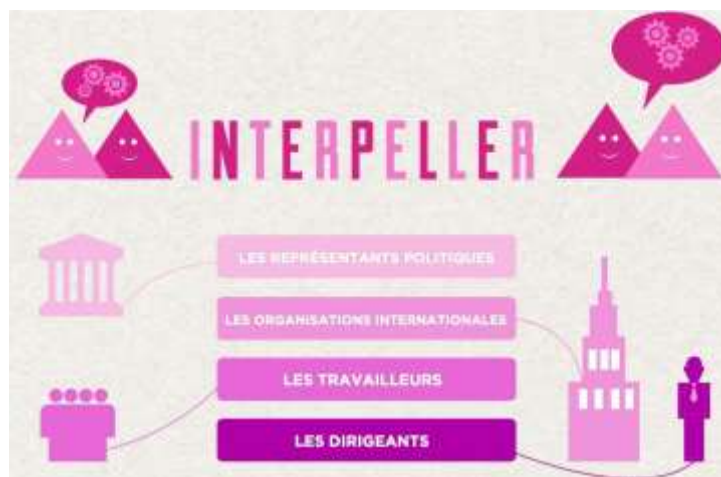 INTERPELLER
LES REPRÉSENTANTS POLITIQUES
LES ORGANISATIONS INTERNATIONALES
LES TRAVAILLEURS
LES DIRIGEANTS